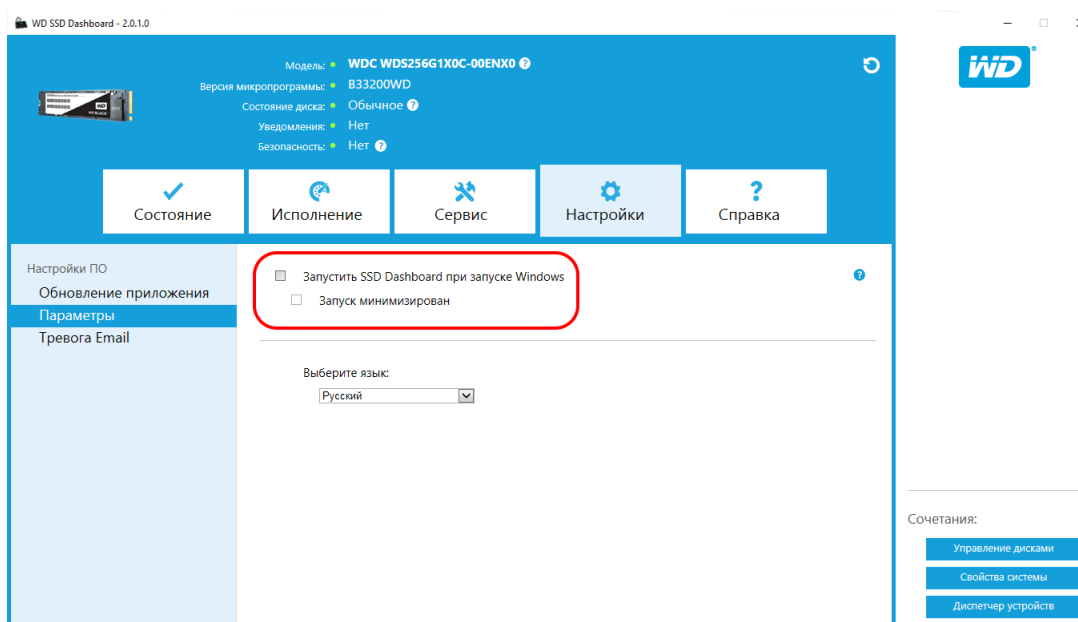 WD SSD Dashboard - 2.0.1.0
Модель: WDC WDS256G1X0C-00ENX0
Версия микропрограммы: B33200WD
Состояние диска: Обычное
Уведомления: Нет
Безопасность: Нет
WD
Состояние
Исполнение
Сервис
Настройки
Справка
Настройки ПО
Обновление приложения
Параметры
Тревога Email
Запустить SSD Dashboard при запуске Windows
Запуск минимизирован
Выберите язык:
Русский
Сочетания:
Управление дисками
Свойства системы
Диспетчер устройств